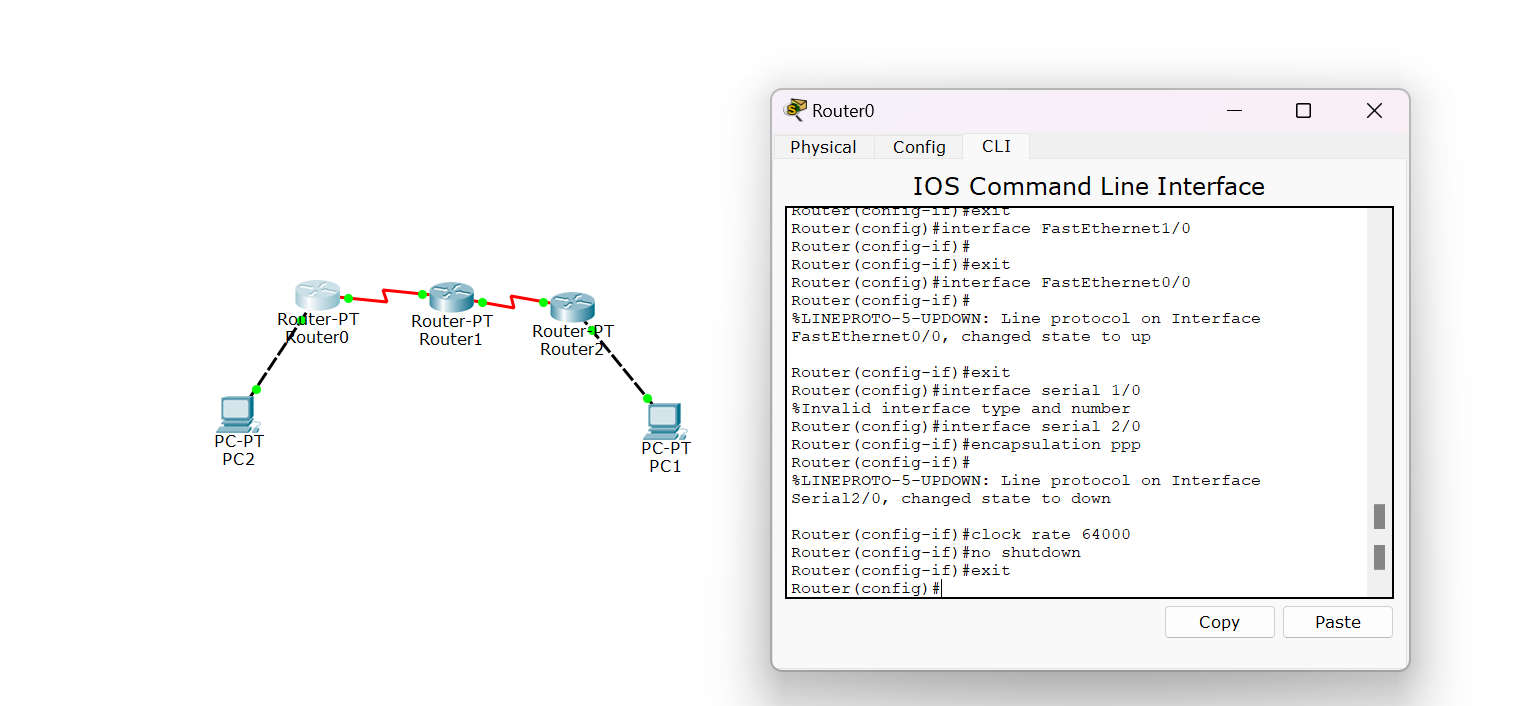 Router0
Physical
Config
CLI
IOS Command Line Interface
Router(config-if)#exit
Router(config)#interface FastEthernet1/0
Router(config-if)#
Router(config-if)#exit
Router(config)#interface FastEthernet0/0
Router(config-if)#
%LINEPROTO-5-UPDOWN: Line protocol on Interface
FastEthernet0/0, changed state to up
Router(config-if)#exit
Router(config)#interface serial 1/0
%Invalid interface type and number
Router(config)#interface serial 2/0
Router(config-if)#encapsulation ppp
Router(config-if)#
%LINEPROTO-5-UPDOWN: Line protocol on Interface
Serial2/0, changed state to down
Router(config-if)#clock rate 64000
Router(config-if)#no shutdown
Router(config-if)#exit
Router(config)#
Copy
Paste
Router-PT
Router0
Router-PT
Router1
Router-PT
Router2
PC-PT
PC2
PC-PT
PC1